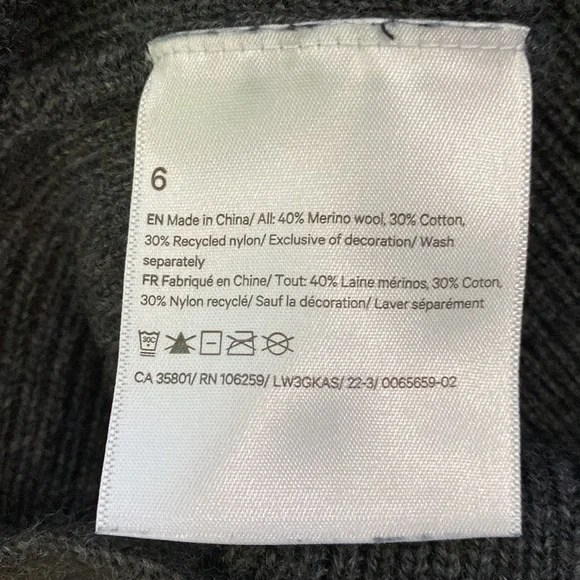 6
EN Made in China/ All: 40% Merino wool, 30% Cotton,
30% Recycled nylon/ Exclusive of decoration/ Wash
separately
FR Fabriqué en Chine/ Tout: 40% Laine mérinos, 30% Coton,
30% Nylon recyclé/ Sauf la décoration/ Laver séparément
30C
CA 35801/ RN 106259/ LW3GKAS/ 22-3/ 0065659-02